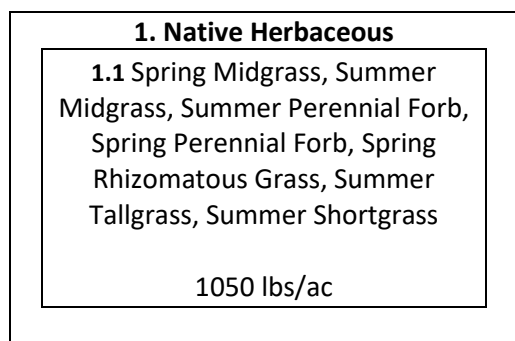 1. Native Herbaceous
1.1 Spring Midgrass, Summer
Midgrass, Summer Perennial Forb,
Spring Perennial Forb, Spring
Rhizomatous Grass, Summer
Tallgrass, Summer Shortgrass
1050 lbs/ac